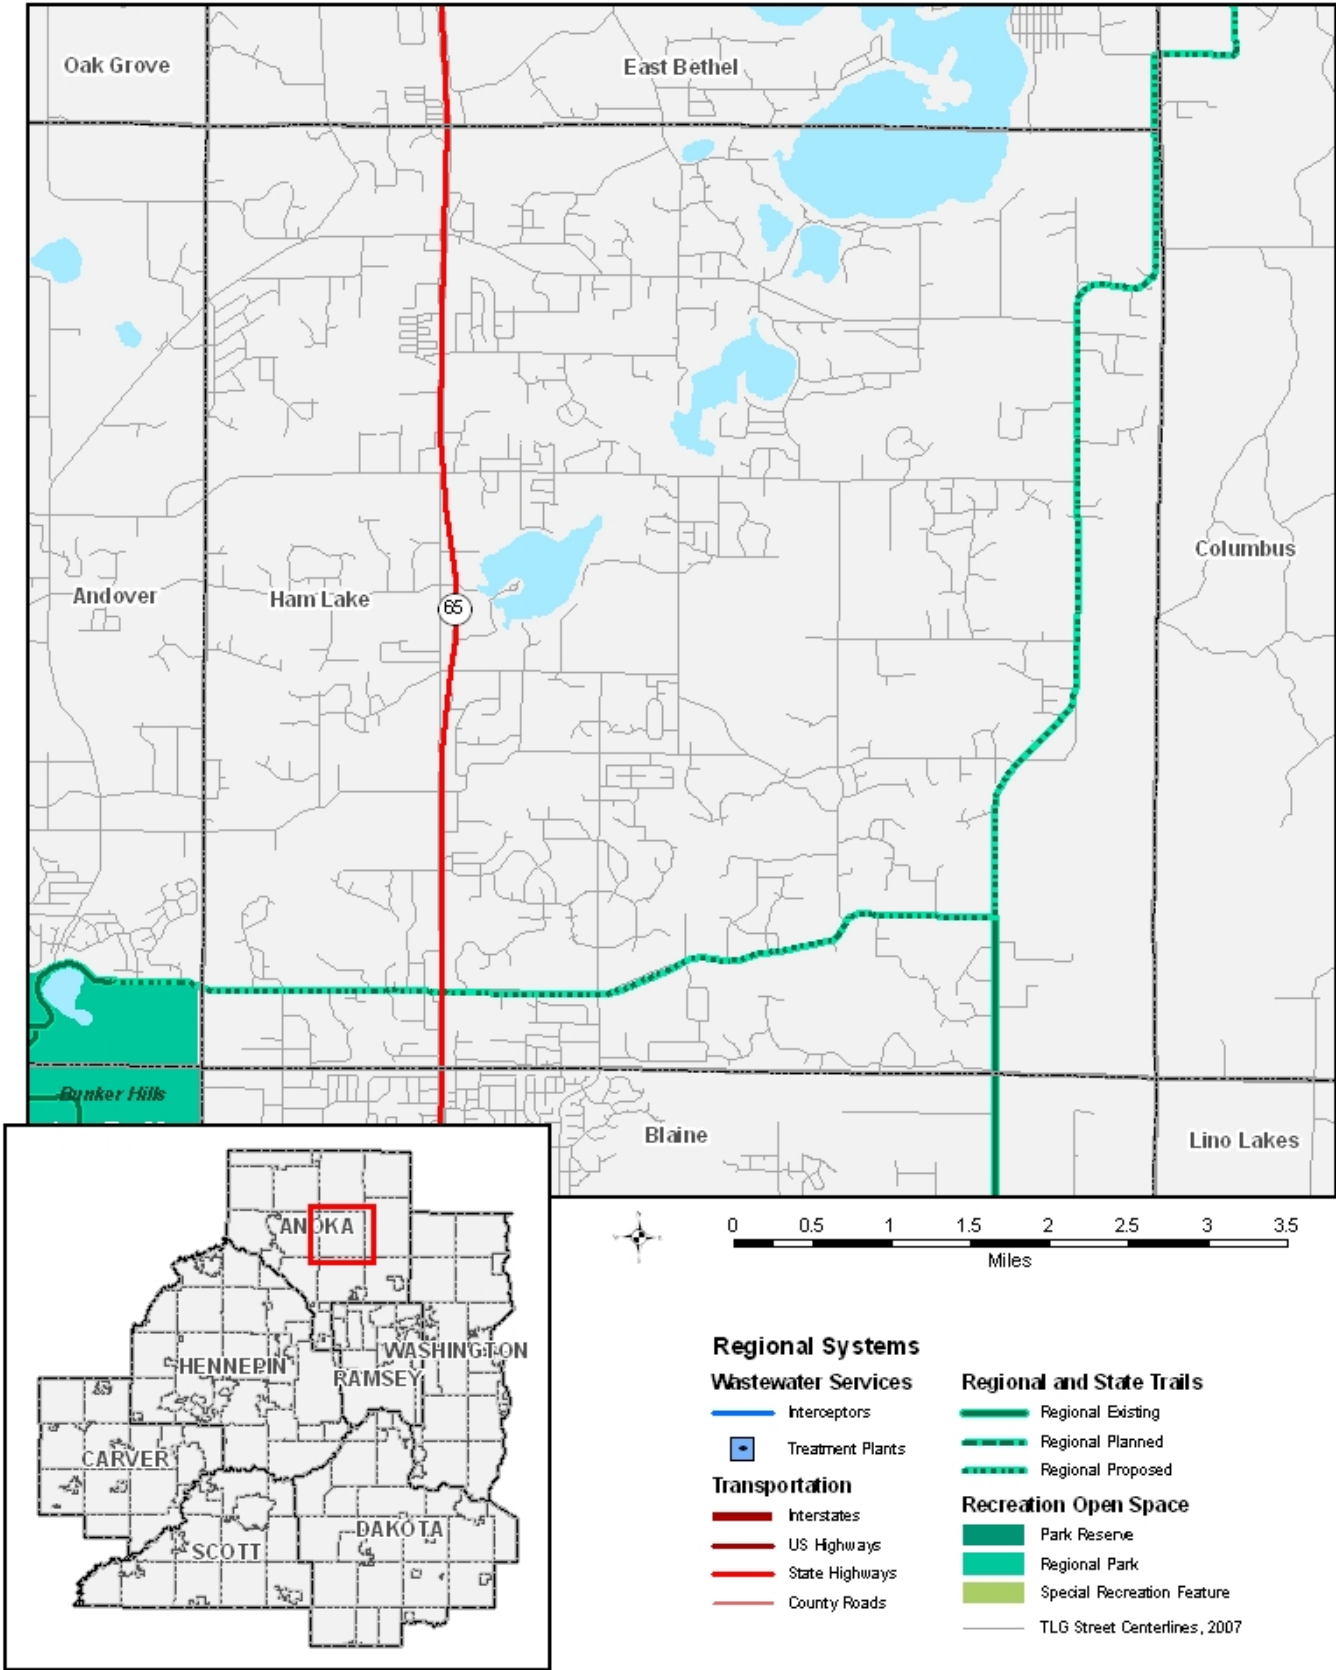 Oak Grove
East Bethel
Columbus
Andover
Ham Lake
65
Bunker Hills
Blaine
Lino Lakes
ANOKA
HENNEPIN
WASHINGTON
RAMSEY
CARVER
SCOTT
DAKOTA
0 0.5 1 1.5 2 2.5 3 3.5
Miles
Regional Systems
Wastewater Services
Interceptors
Treatment Plants
Transportation
Interstates
US Highways
State Highways
County Roads
Regional and State Trails
Regional Existing
Regional Planned
Regional Proposed
Recreation Open Space
Park Reserve
Regional Park
Special Recreation Feature
TLG Street Centerlines, 2007